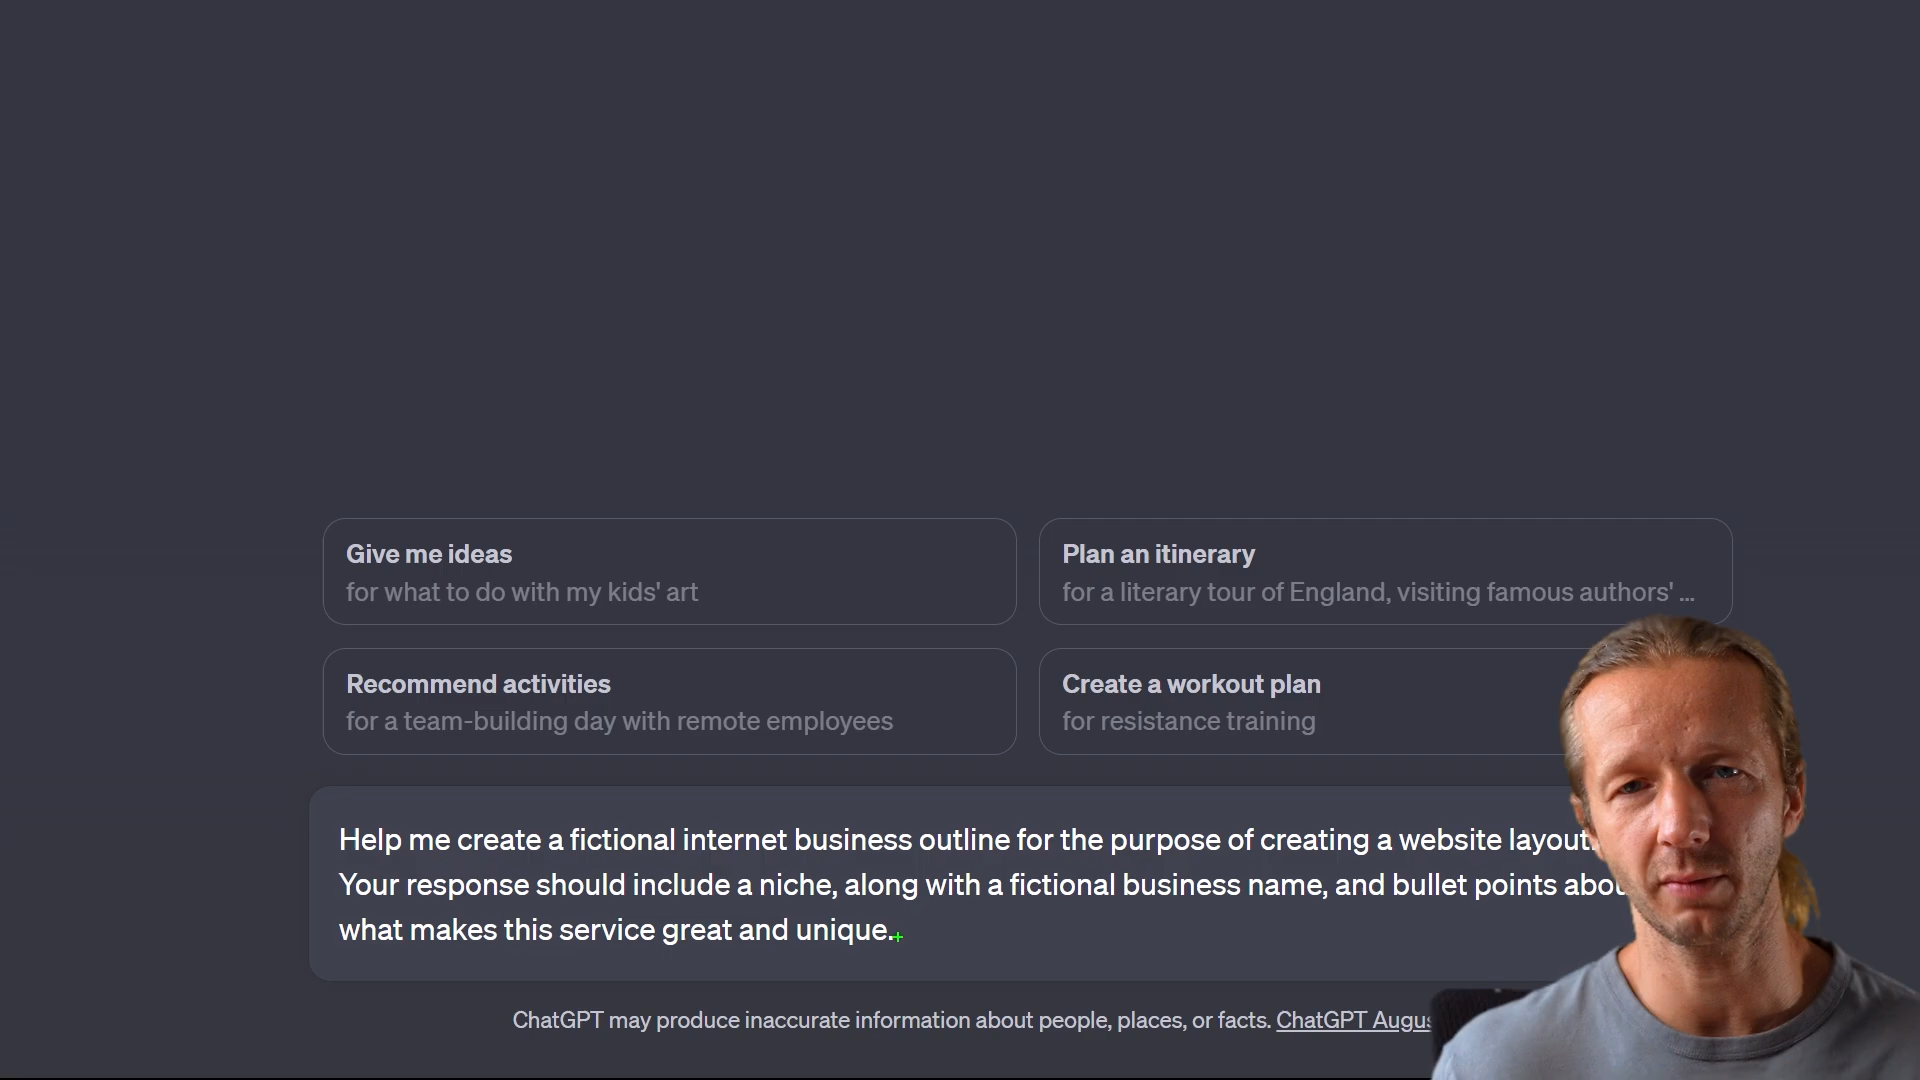 Give me ideas
for what to do with my kids' art
Plan an itinerary
for a literary tour of England, visiting famous authors' ...
Recommend activities
for a team-building day with remote employees
Create a workout plan
for resistance training
Help me create a fictional internet business outline for the purpose of creating a website layout.
Your response should include a niche, along with a fictional business name, and bullet points
what makes this service great and unique.
ChatGPT may produce inaccurate information about people, places, or facts. ChatGPT